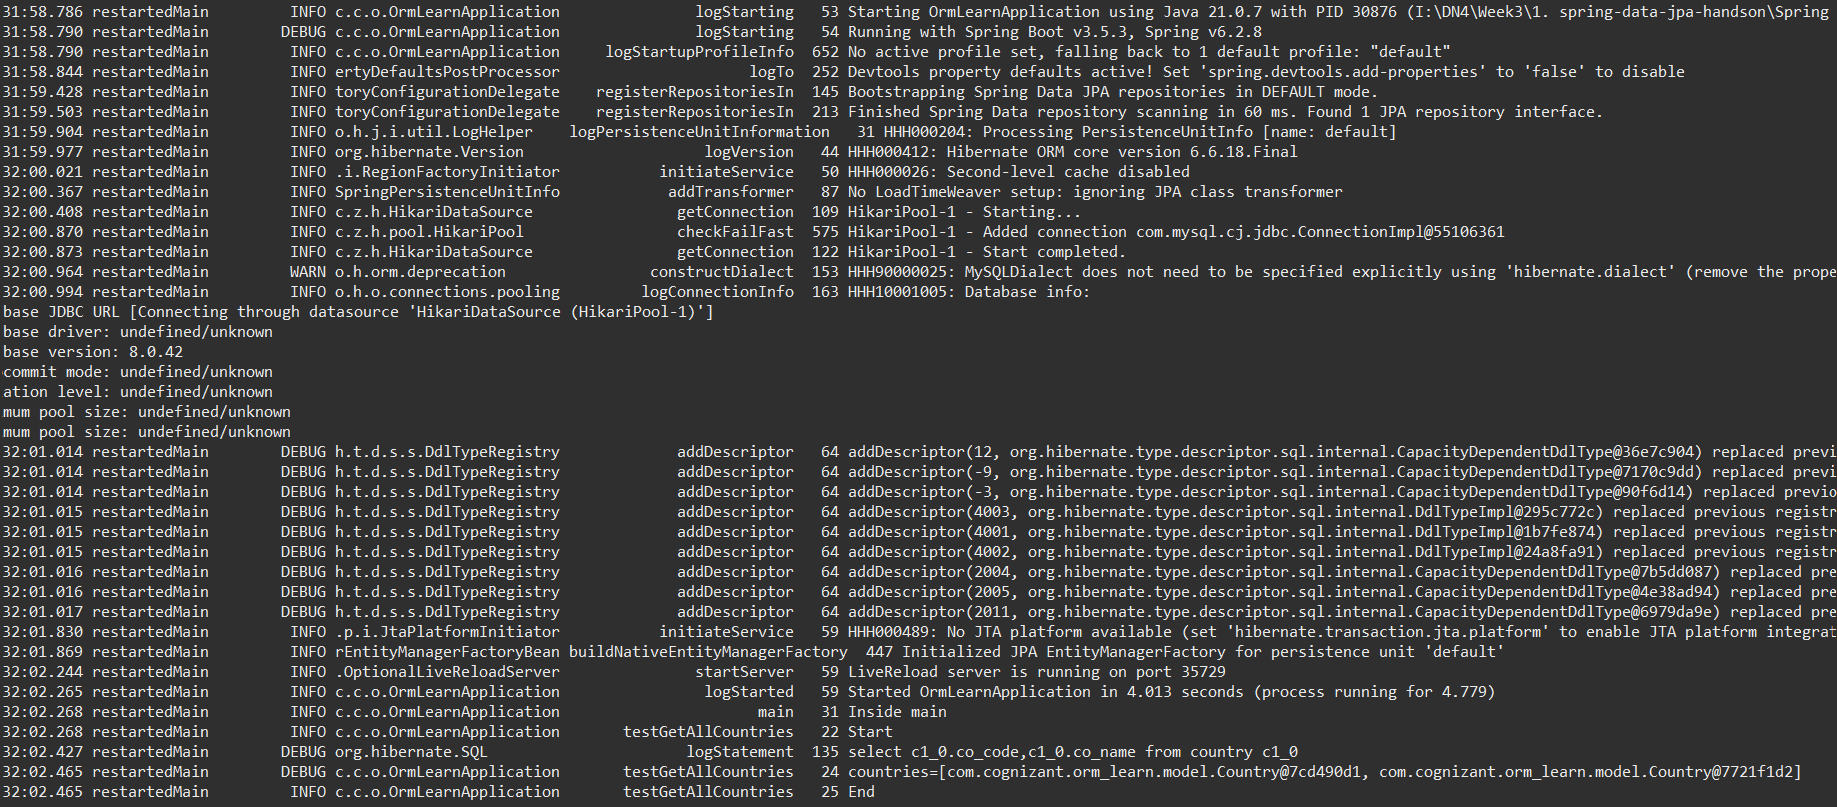 31:58.786 restartedMain         INFO c.c.o.OrmLearnApplication               logStarting   53 Starting OrmLearnApplication using Java 21.0.7 with PID 30876 (I:\DN4\Week3\1. spring-data-jpa-handson\Spring
31:58.790 restartedMain        DEBUG c.c.o.OrmLearnApplication               logStarting   54 Running with Spring Boot v3.5.3, Spring v6.2.8
31:58.790 restartedMain         INFO c.c.o.OrmLearnApplication     logStartupProfileInfo  652 No active profile set, falling back to 1 default profile: "default"
31:58.844 restartedMain         INFO ertyDefaultsPostProcessor                     logTo  252 Devtools property defaults active! Set 'spring.devtools.add-properties' to 'false' to disable
31:59.428 restartedMain         INFO toryConfigurationDelegate    registerRepositoriesIn  145 Bootstrapping Spring Data JPA repositories in DEFAULT mode.
31:59.503 restartedMain         INFO toryConfigurationDelegate    registerRepositoriesIn  213 Finished Spring Data repository scanning in 60 ms. Found 1 JPA repository interface.
31:59.904 restartedMain         INFO o.h.j.i.util.LogHelper    logPersistenceUnitInformation   31 HHH000204: Processing PersistenceUnitInfo [name: default]
31:59.977 restartedMain         INFO org.hibernate.Version                    logVersion   44 HHH000412: Hibernate ORM core version 6.6.18.Final
32:00.021 restartedMain         INFO .i.RegionFactoryInitiator           initiateService   50 HHH000026: Second-level cache disabled
32:00.367 restartedMain         INFO SpringPersistenceUnitInfo            addTransformer   87 No LoadTimeWeaver setup: ignoring JPA class transformer
32:00.408 restartedMain         INFO c.z.h.HikariDataSource                getConnection  109 HikariPool-1 - Starting...
32:00.870 restartedMain         INFO c.z.h.pool.HikariPool                 checkFailFast  575 HikariPool-1 - Added connection com.mysql.cj.jdbc.ConnectionImpl@55106361
32:00.873 restartedMain         INFO c.z.h.HikariDataSource                getConnection  122 HikariPool-1 - Start completed.
32:00.964 restartedMain         WARN o.h.orm.deprecation                constructDialect  153 HHH90000025: MySQLDialect does not need to be specified explicitly using 'hibernate.dialect' (remove the prope
32:00.994 restartedMain         INFO o.h.o.connections.pooling         logConnectionInfo  163 HHH10001005: Database info:
base JDBC URL [Connecting through datasource 'HikariDataSource (HikariPool-1)']
base driver: undefined/unknown
base version: 8.0.42
commit mode: undefined/unknown
ation level: undefined/unknown
mum pool size: undefined/unknown
mum pool size: undefined/unknown
32:01.014 restartedMain        DEBUG h.t.d.s.s.DdlTypeRegistry             addDescriptor   64 addDescriptor(12, org.hibernate.type.descriptor.sql.internal.CapacityDependentDdlType@36e7c904) replaced previ
32:01.014 restartedMain        DEBUG h.t.d.s.s.DdlTypeRegistry             addDescriptor   64 addDescriptor(-9, org.hibernate.type.descriptor.sql.internal.CapacityDependentDdlType@7170c9dd) replaced previ
32:01.014 restartedMain        DEBUG h.t.d.s.s.DdlTypeRegistry             addDescriptor   64 addDescriptor(-3, org.hibernate.type.descriptor.sql.internal.CapacityDependentDdlType@90f6d14) replaced previo
32:01.015 restartedMain        DEBUG h.t.d.s.s.DdlTypeRegistry             addDescriptor   64 addDescriptor(4003, org.hibernate.type.descriptor.sql.internal.DdlTypeImpl@295c772c) replaced previous registr
32:01.015 restartedMain        DEBUG h.t.d.s.s.DdlTypeRegistry             addDescriptor   64 addDescriptor(4001, org.hibernate.type.descriptor.sql.internal.DdlTypeImpl@1b7fe874) replaced previous registr
32:01.015 restartedMain        DEBUG h.t.d.s.s.DdlTypeRegistry             addDescriptor   64 addDescriptor(4002, org.hibernate.type.descriptor.sql.internal.DdlTypeImpl@24a8fa91) replaced previous registr
32:01.016 restartedMain        DEBUG h.t.d.s.s.DdlTypeRegistry             addDescriptor   64 addDescriptor(2004, org.hibernate.type.descriptor.sql.internal.CapacityDependentDdlType@7b5dd087) replaced pre
32:01.016 restartedMain        DEBUG h.t.d.s.s.DdlTypeRegistry             addDescriptor   64 addDescriptor(2005, org.hibernate.type.descriptor.sql.internal.CapacityDependentDdlType@4e38ad94) replaced pre
32:01.017 restartedMain        DEBUG h.t.d.s.s.DdlTypeRegistry             addDescriptor   64 addDescriptor(2011, org.hibernate.type.descriptor.sql.internal.CapacityDependentDdlType@6979da9e) replaced pre
32:01.830 restartedMain         INFO .p.i.JtaPlatformInitiator           initiateService   59 HHH000489: No JTA platform available (set 'hibernate.transaction.jta.platform' to enable JTA platform integrat
32:01.869 restartedMain         INFO rEntityManagerFactoryBean buildNativeEntityManagerFactory  447 Initialized JPA EntityManagerFactory for persistence unit 'default'
32:02.244 restartedMain         INFO .OptionalLiveReloadServer               startServer   59 LiveReload server is running on port 35729
32:02.265 restartedMain         INFO c.c.o.OrmLearnApplication                logStarted   59 Started OrmLearnApplication in 4.013 seconds (process running for 4.779)
32:02.268 restartedMain         INFO c.c.o.OrmLearnApplication                      main   31 Inside main
32:02.268 restartedMain         INFO c.c.o.OrmLearnApplication       testGetAllCountries   22 Start
32:02.427 restartedMain        DEBUG org.hibernate.SQL                      logStatement  135 select c1_0.co_code,c1_0.co_name from country c1_0
32:02.465 restartedMain        DEBUG c.c.o.OrmLearnApplication       testGetAllCountries   24 countries=[com.cognizant.orm_learn.model.Country@7cd490d1, com.cognizant.orm_learn.model.Country@7721f1d2]
32:02.465 restartedMain         INFO c.c.o.OrmLearnApplication       testGetAllCountries   25 End